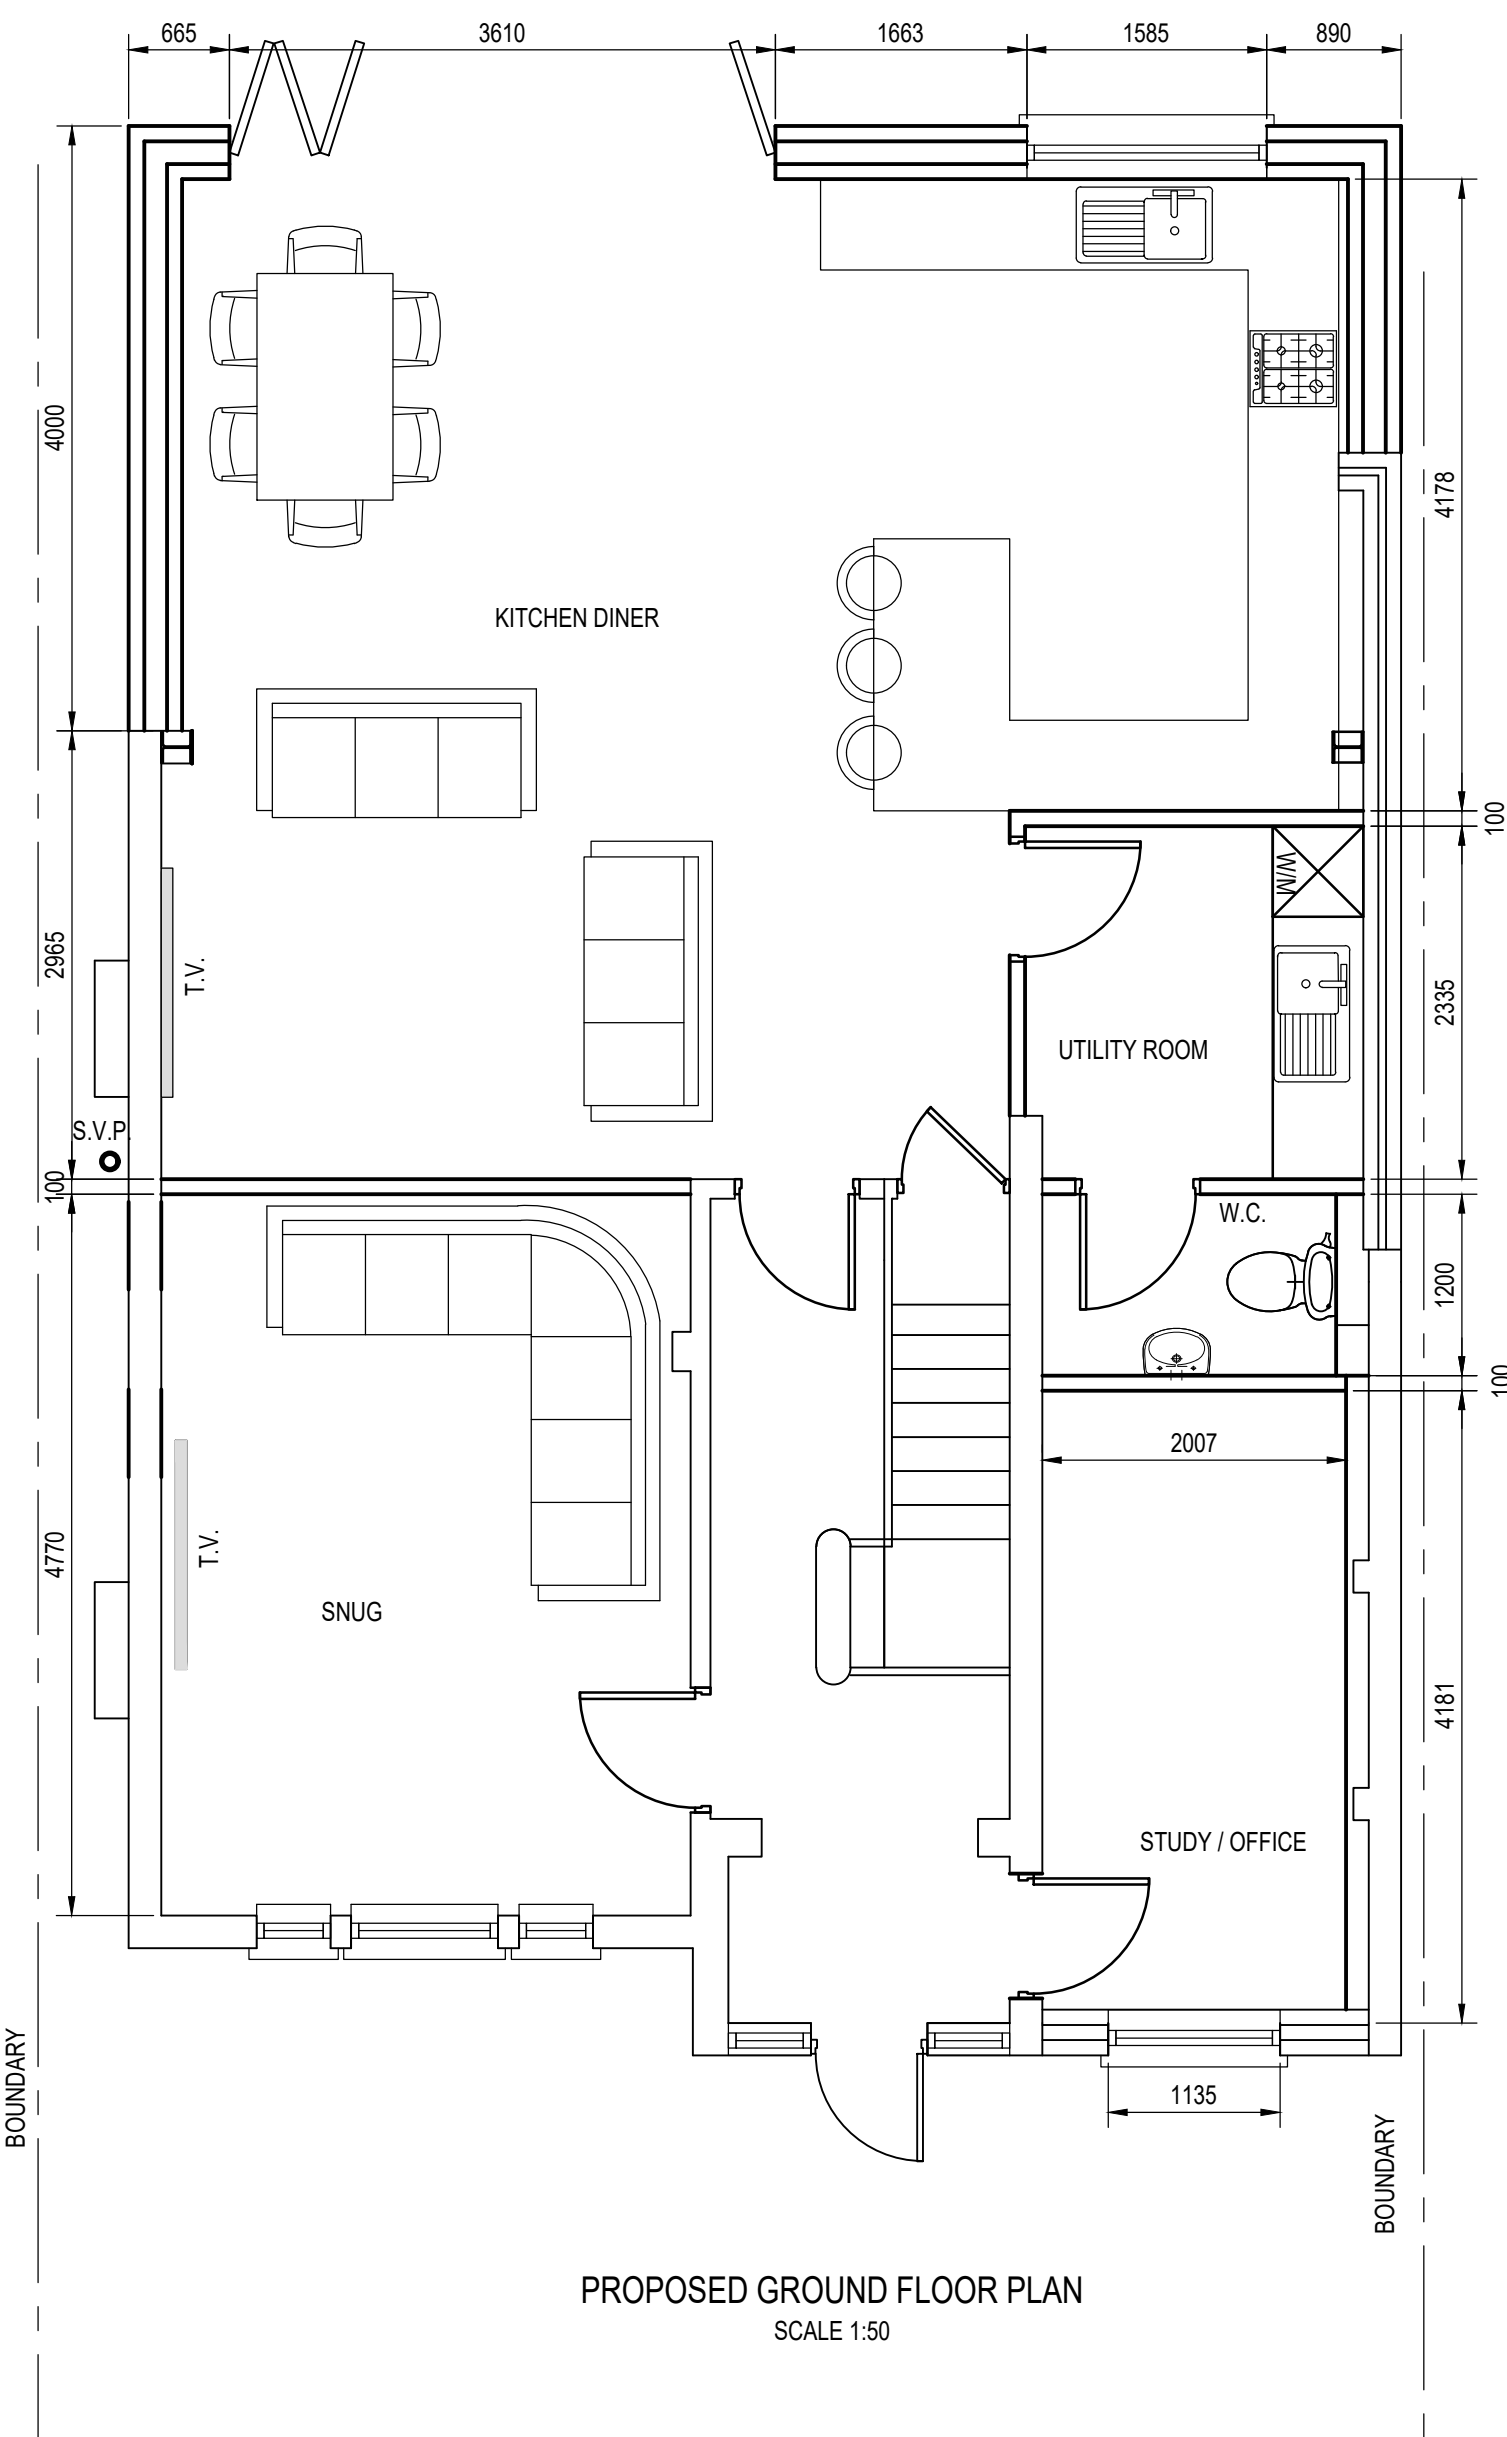 665
3610
1663
1585
890
4000
4178
KITCHEN DINER
100
W/M
2965
T.V.
2335
UTILITY ROOM
S.V.P.
100
W.C.
1200
100
2007
4770
T.V.
SNUG
4181
STUDY / OFFICE
1135
BOUNDARY
BOUNDARY
PROPOSED GROUND FLOOR PLAN
SCALE 1:50